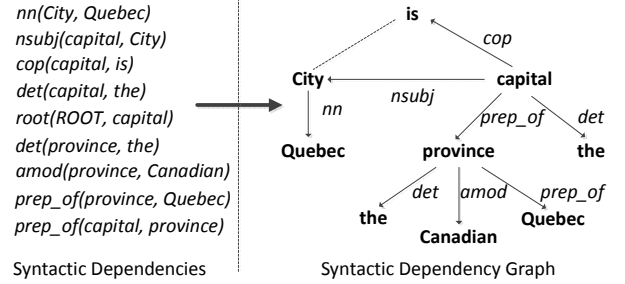 nn(City, Quebec)
nsubj(capital, City)
cop(capital, is)
det(capital, the)
root(ROOT, capital)
det(province, the)
amod(province, Canadian)
prep_of(province, Quebec)
prep_of(capital, province)
Syntactic Dependencies
is
cop
City
capital
nsubj
nn
prep_of
det
Quebec
province
the
det
amod
prep_of
the
Quebec
Canadian
Syntactic Dependency Graph